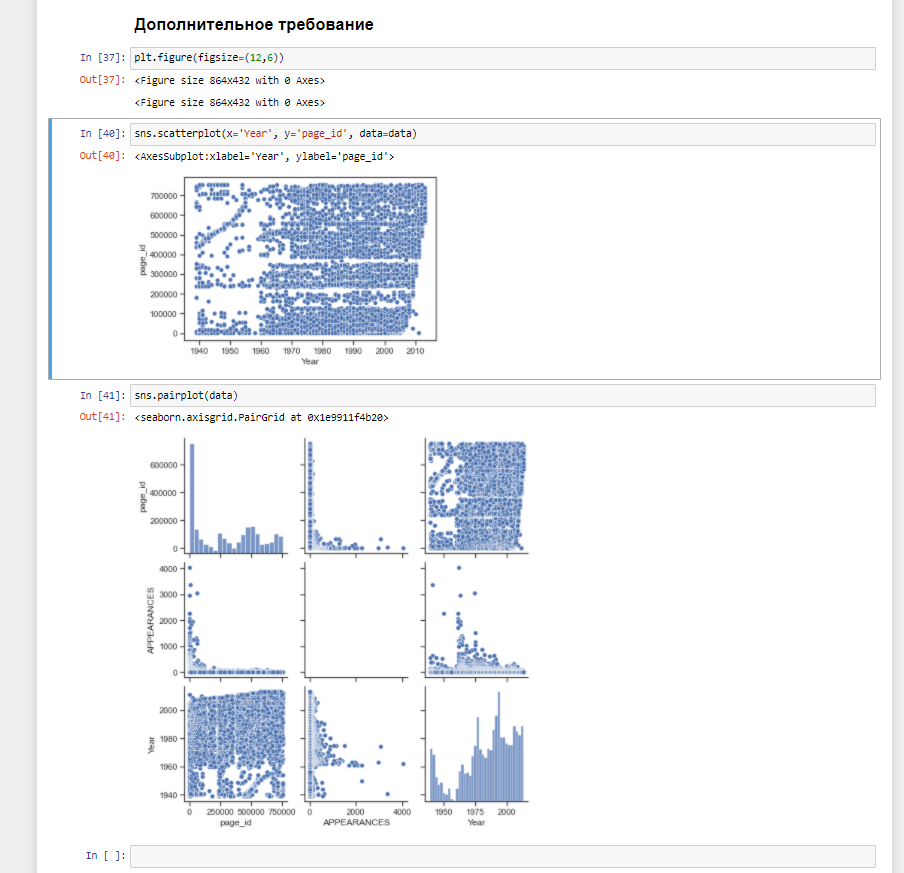 Дополнительное требование
In [37]: plt.figure(figsize=(12,6))
Out[37]: <Figure size 864x432 with 0 Axes>
<Figure size 864x432 with 0 Axes>
In [40]: sns.scatterplot(x='Year', y='page_id', data=data)
Out[40]: <AxesSubplot:xlabel='Year', ylabel='page_id'>
700000
600000
500000
400000
300000
200000
100000
0
page_id
1940 1950 1960 1970 1980 1990 2000 2010
Year
In [41]: sns.pairplot(data)
Out[41]: <seaborn.axisgrid.PairGrid at 0x1e9911f4b20>
600000
400000
200000
0
page_id
4000
3000
2000
1000
0
APPEARANCES
2000
1980
1960
1940
Year
0 250000 500000 750000
page_id
0 2000 4000
APPEARANCES
1950 1975 2000
Year
In [ ]: